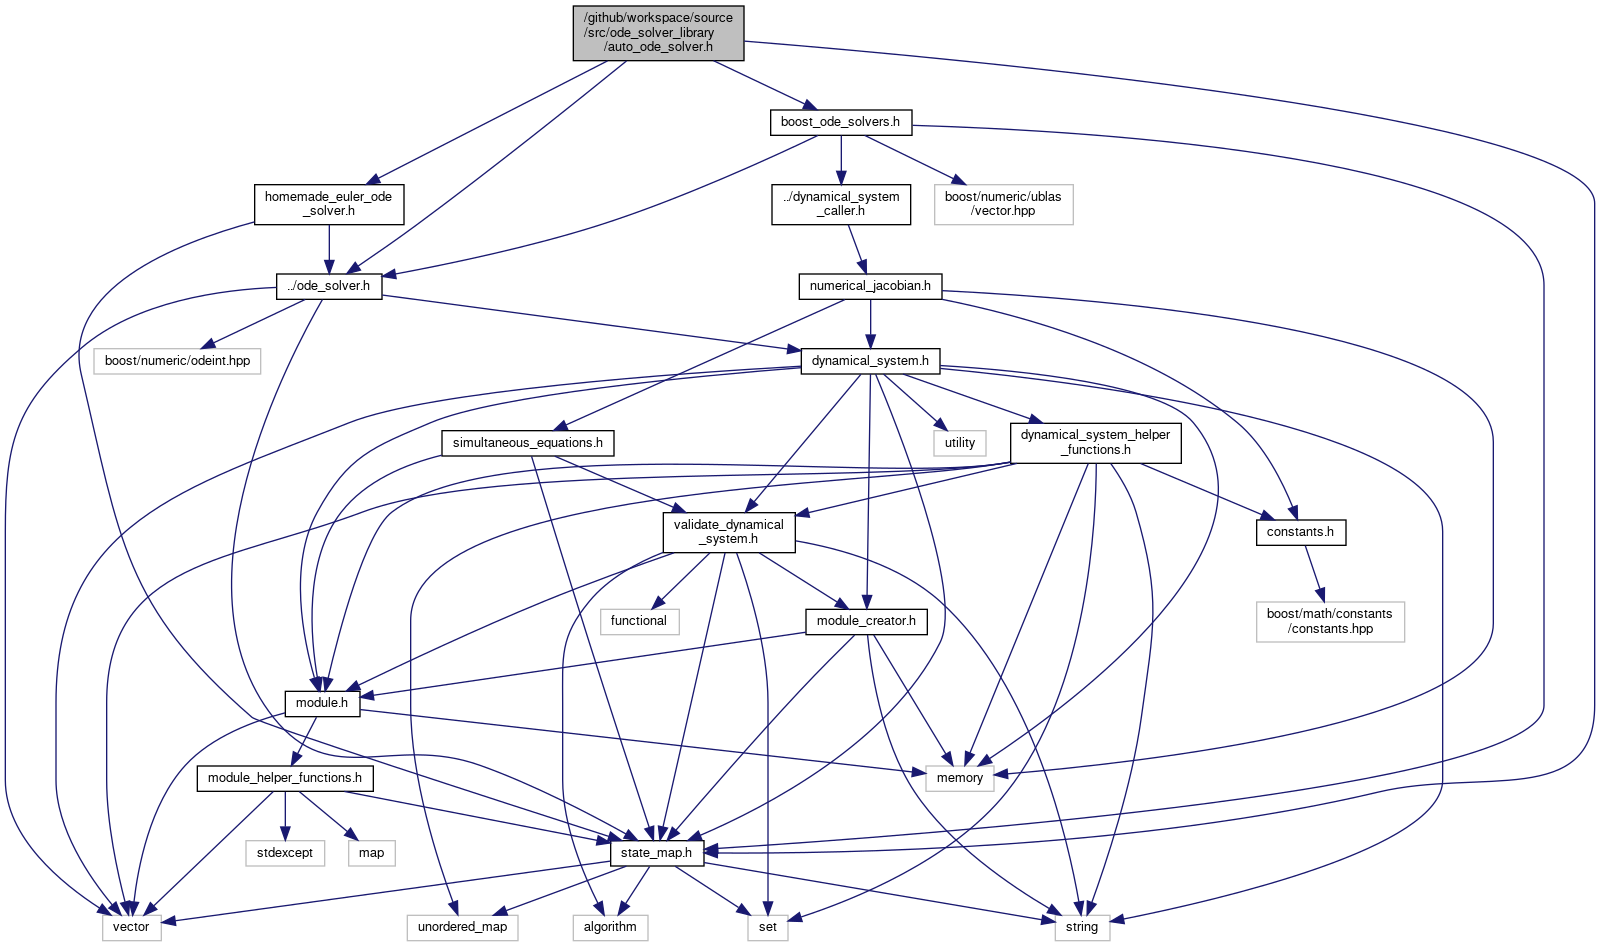 /github/workspace/source
/src/ode_solver_library
/auto_ode_solver.h
boost_ode_solvers.h
homemade_euler_ode
_solver.h
../dynamical_system
_caller.h
boost/numeric/ublas
/vector.hpp
../ode_solver.h
numerical_jacobian.h
boost/numeric/odeint.hpp
dynamical_system.h
simultaneous_equations.h
utility
dynamical_system_helper
_functions.h
validate_dynamical
_system.h
constants.h
functional
module_creator.h
boost/math/constants
/constants.hpp
module.h
module_helper_functions.h
memory
stdexcept
map
state_map.h
vector
unordered_map
algorithm
set
string